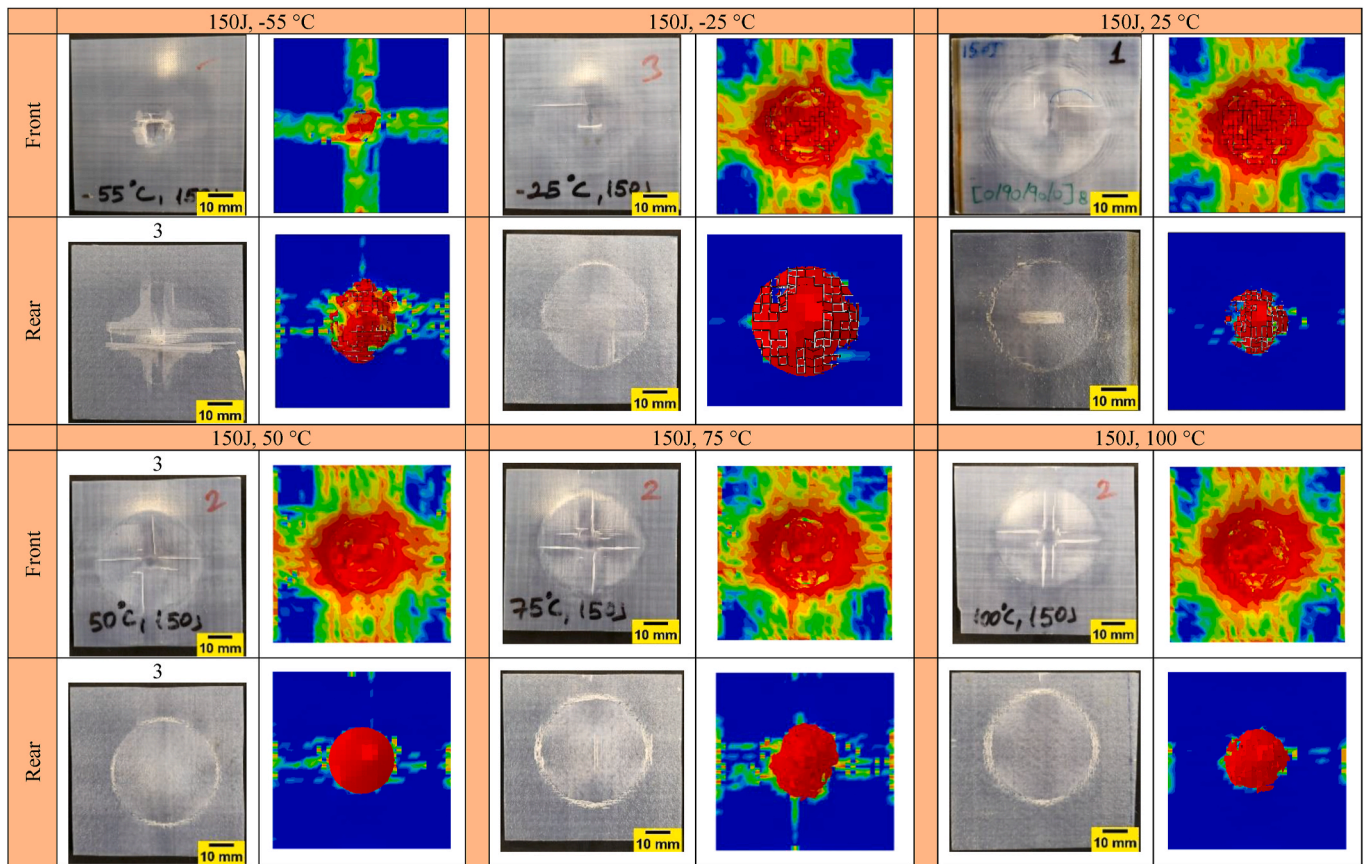 150J, -55 °C
150J, -25 °C
150J, 25 °C
Front
-55°C, 150J
10 mm
3
-25°C, 150J
10 mm
150J
1
[0/90/90/0]8
10 mm
Rear
3
10 mm
10 mm
10 mm
150J, 50 °C
150J, 75 °C
150J, 100 °C
Front
3
2
50°C, 150J
10 mm
2
75°C, 150J
10 mm
2
100°C, 150J
10 mm
Rear
3
10 mm
10 mm
10 mm